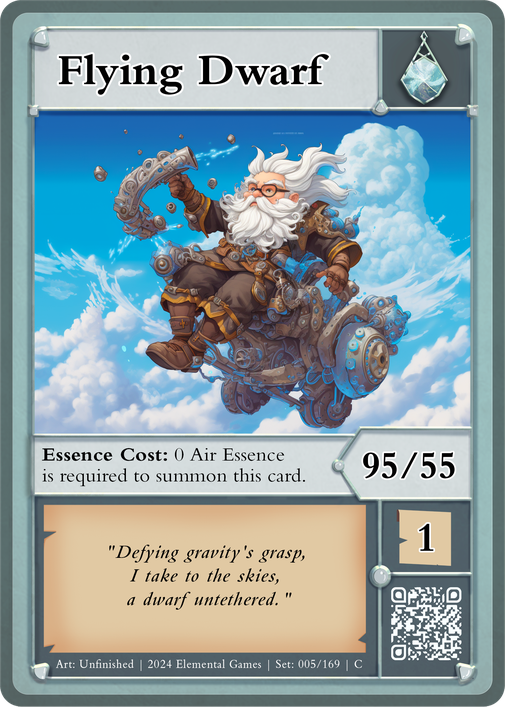 Flying Dwarf
Essence Cost: 0 Air Essence
is required to summon this card.
95/55
"Defying gravity's grasp,
I take to the skies,
a dwarf untethered."
1
Art: Unfinished | 2024 Elemental Games | Set: 005/169 | C